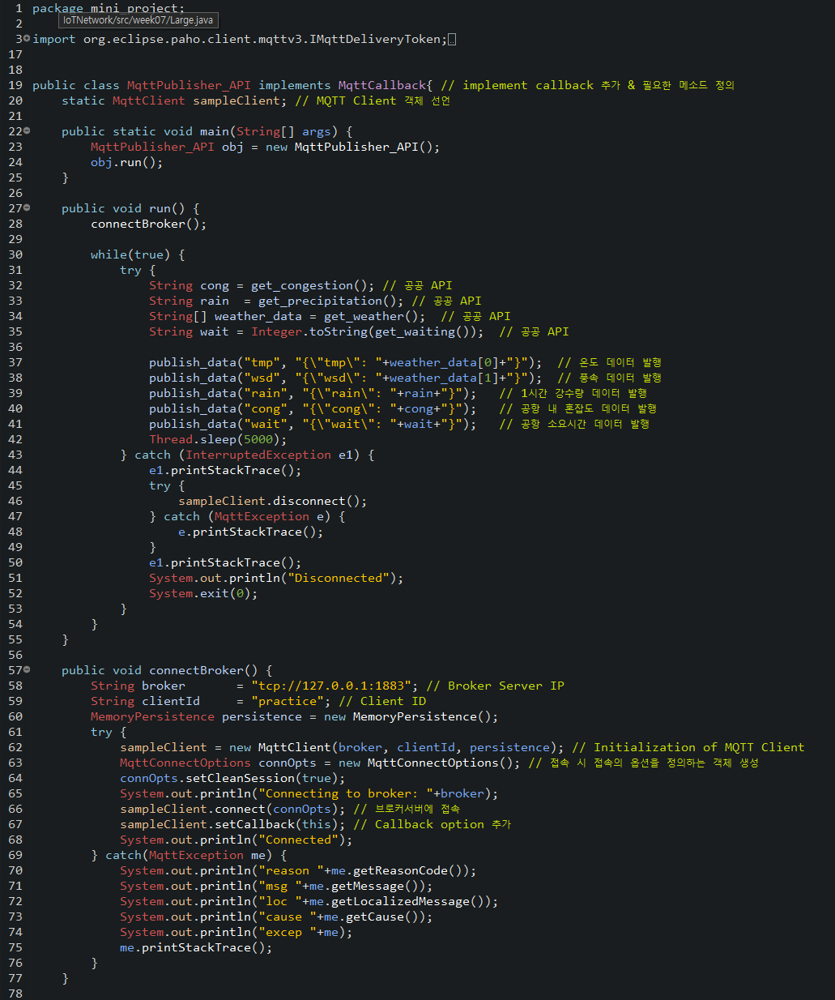 1 package mini_project;
IoTNetwork/src/week07/Large.java
2
3 import org.eclipse.paho.client.mqttv3.IMqttDeliveryToken;
17
18
19 public class MqttPublisher_API implements MqttCallback{ // implement callback 추가 & 필요한 메소드 정의
20     static MqttClient sampleClient; // MQTT Client 객체 선언
21
22     public static void main(String[] args) {
23         MqttPublisher_API obj = new MqttPublisher_API();
24         obj.run();
25     }
26
27     public void run() {
28         connectBroker();
29
30         while(true) {
31             try {
32                 String cong = get_congestion(); // 공공 API
33                 String rain  = get_precipitation(); // 공공 API
34                 String[] weather_data = get_weather();  // 공공 API
35                 String wait = Integer.toString(get_waiting());  // 공공 API
36
37                 publish_data("tmp", "{\"tmp\": "+weather_data[0]+"}");  // 온도 데이터 발행
38                 publish_data("wsd", "{\"wsd\": "+weather_data[1]+"}");  // 풍속 데이터 발행
39                 publish_data("rain", "{\"rain\": "+rain+"}");   // 1시간 강수량 데이터 발행
40                 publish_data("cong", "{\"cong\": "+cong+"}");   // 공항 내 혼잡도 데이터 발행
41                 publish_data("wait", "{\"wait\": "+wait+"}");   // 공항 소요시간 데이터 발행
42                 Thread.sleep(5000);
43             } catch (InterruptedException e1) {
44                 e1.printStackTrace();
45                 try {
46                     sampleClient.disconnect();
47                 } catch (MqttException e) {
48                     e.printStackTrace();
49                 }
50                 e1.printStackTrace();
51                 System.out.println("Disconnected");
52                 System.exit(0);
53             }
54         }
55     }
56
57     public void connectBroker() {
58         String broker       = "tcp://127.0.0.1:1883"; // Broker Server IP
59         String clientId     = "practice"; // Client ID
60         MemoryPersistence persistence = new MemoryPersistence();
61         try {
62             sampleClient = new MqttClient(broker, clientId, persistence); // Initialization of MQTT Client
63             MqttConnectOptions connOpts = new MqttConnectOptions(); // 접속 시 접속의 옵션을 정의하는 객체 생성
64             connOpts.setCleanSession(true);
65             System.out.println("Connecting to broker: "+broker);
66             sampleClient.connect(connOpts); // 브로커서버에 접속
67             sampleClient.setCallback(this); // Callback option 추가
68             System.out.println("Connected");
69         } catch(MqttException me) {
70             System.out.println("reason "+me.getReasonCode());
71             System.out.println("msg "+me.getMessage());
72             System.out.println("loc "+me.getLocalizedMessage());
73             System.out.println("cause "+me.getCause());
74             System.out.println("excep "+me);
75             me.printStackTrace();
76         }
77     }
78